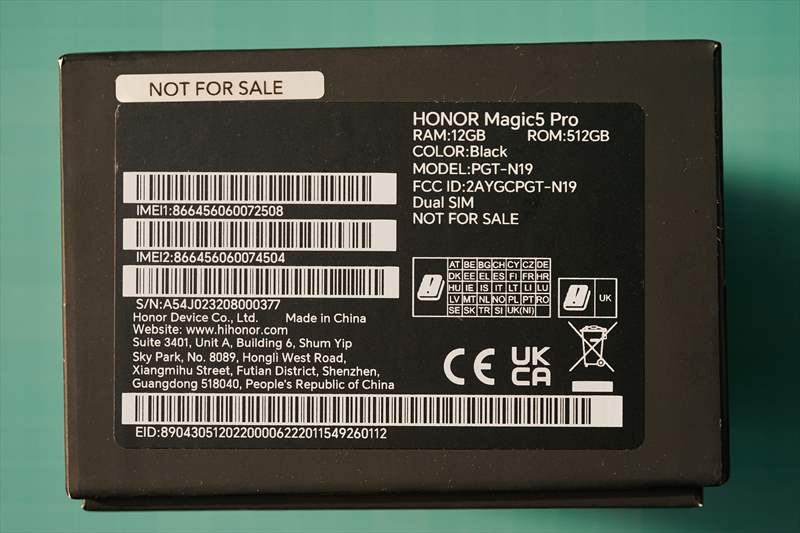 NOT FOR SALE
HONOR Magic5 Pro
RAM:12GB ROM:512GB
COLOR:Black
MODEL:PGT-N19
FCC ID:2AYGCPGT-N19
Dual SIM
NOT FOR SALE
IMEI1:866456060072508
IMEI2:866456060074504
S/N:A54J023208000377
Honor Device Co., Ltd. Made in China
Website: www.hihonor.com
Suite 3401, Unit A, Building 6, Shum Yip
Sky Park, No. 8089, Hongli West Road,
Xiangmihu Street, Futian District, Shenzhen,
Guangdong 518040, People's Republic of China
AT BE BG CH CY CZ DE
DK EE EL ES FI FR HR
HU IE IS IT LT LI LU
LV MT NL NO PL PT RO
SE SK TR SI UK(NI)
UK
CE
UK
CA
EID:89043051202200006222011549260112